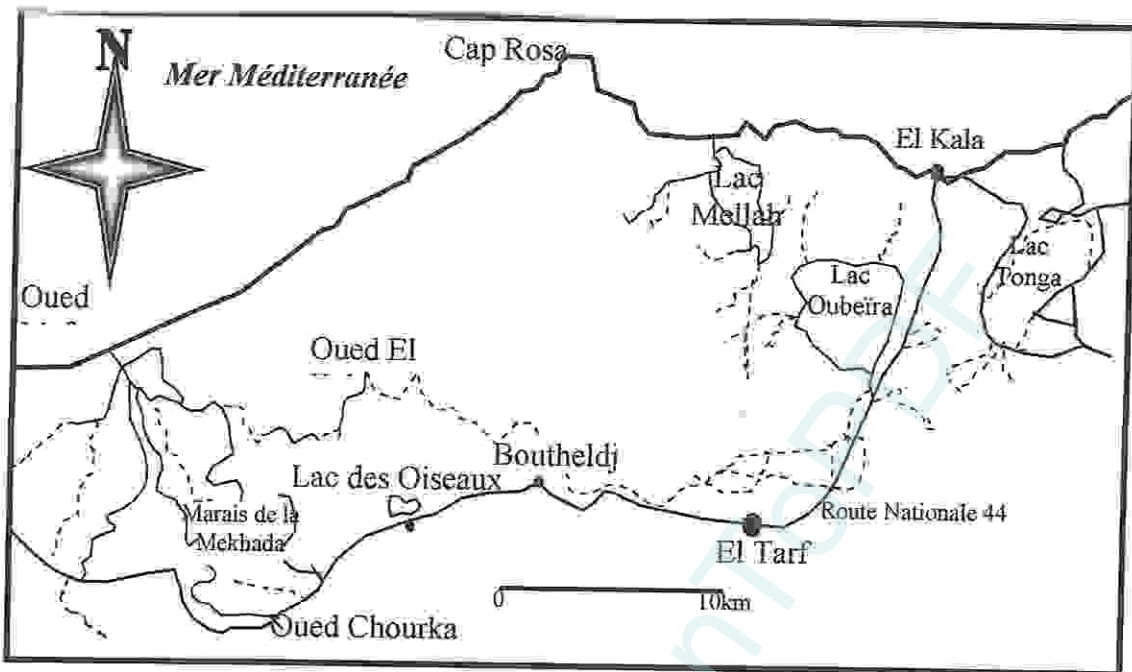 N
Mer Méditerranée
Cap Rosa
El Kala
Lac
Mellah
Lac
Tonga
Lac
Oubeïra
Oued
Oued El
Boutheldj
Lac des Oiseaux
Marais de la
Mekhada
Route Nationale 44
El Tarf
0
10km
Oued Chourka